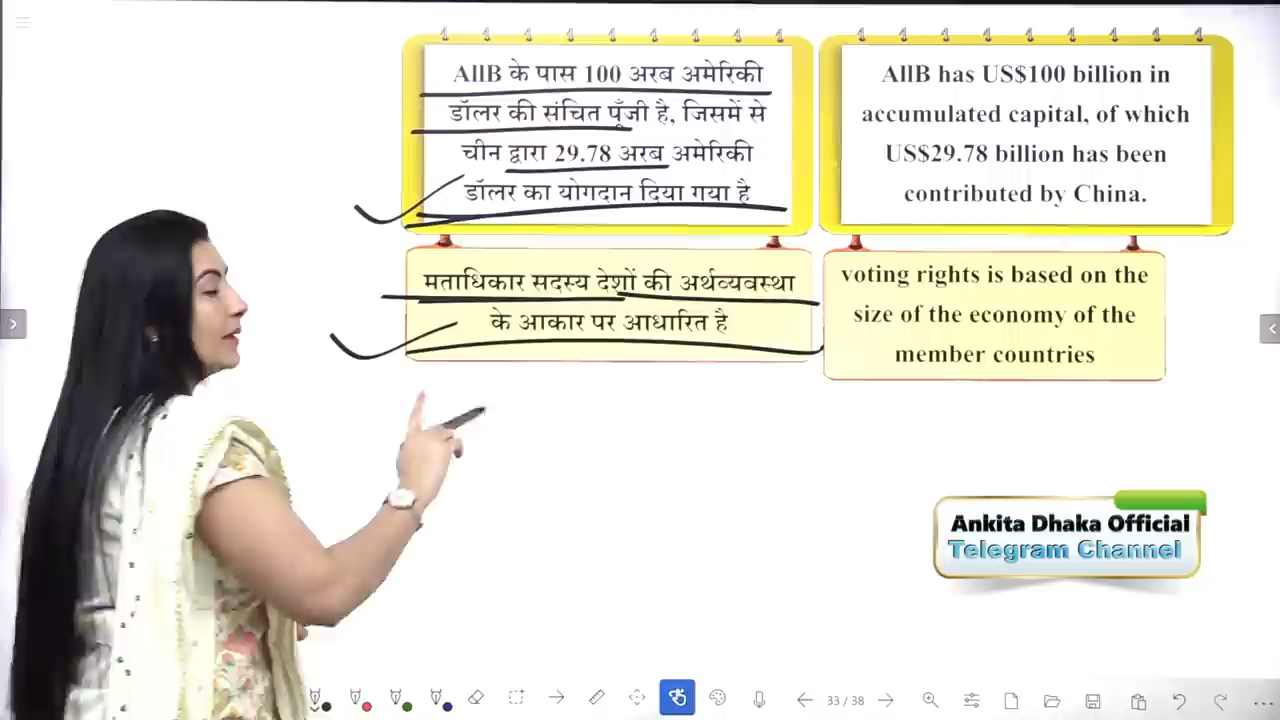 AIIB के पास 100 अरब अमेरिकी
डॉलर की संचित पूँजी है, जिसमें से
चीन द्वारा 29.78 अरब अमेरिकी
डॉलर का योगदान दिया गया है
मताधिकार सदस्य देशों की अर्थव्यवस्था
के आकार पर आधारित है
AIIB has US$100 billion in
accumulated capital, of which
US$29.78 billion has been
contributed by China.
voting rights is based on the
size of the economy of the
member countries
Ankita Dhaka Official
Telegram Channel
33 / 38